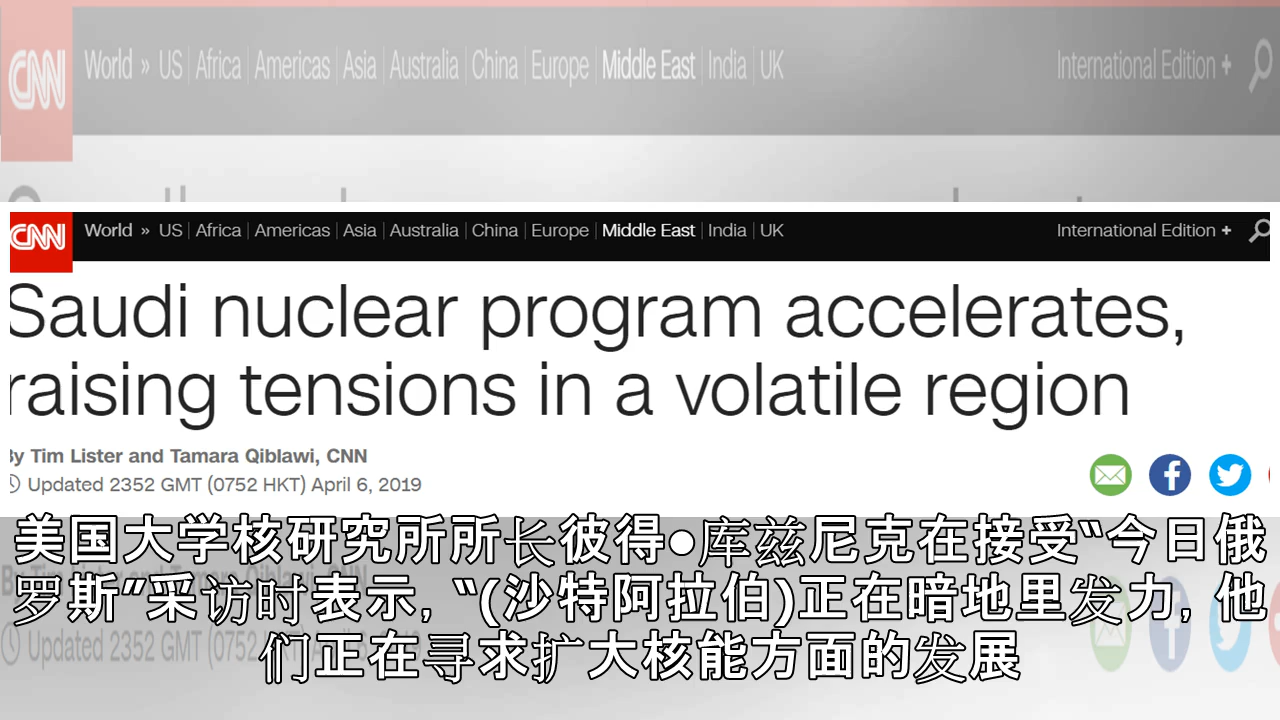 CNN World » US Africa Americas Asia Australia China Europe Middle East India UK International Edition +
CNN World » US Africa Americas Asia Australia China Europe Middle East India UK International Edition +
Saudi nuclear program accelerates,
raising tensions in a volatile region
By Tim Lister and Tamara Qiblawi, CNN
Updated 2352 GMT (0752 HKT) April 6, 2019
美国大学核研究所所长彼得●库兹尼克在接受“今日俄
罗斯”采访时表示,“(沙特阿拉伯)正在暗地里发力,他
们正在寻求扩大核能方面的发展